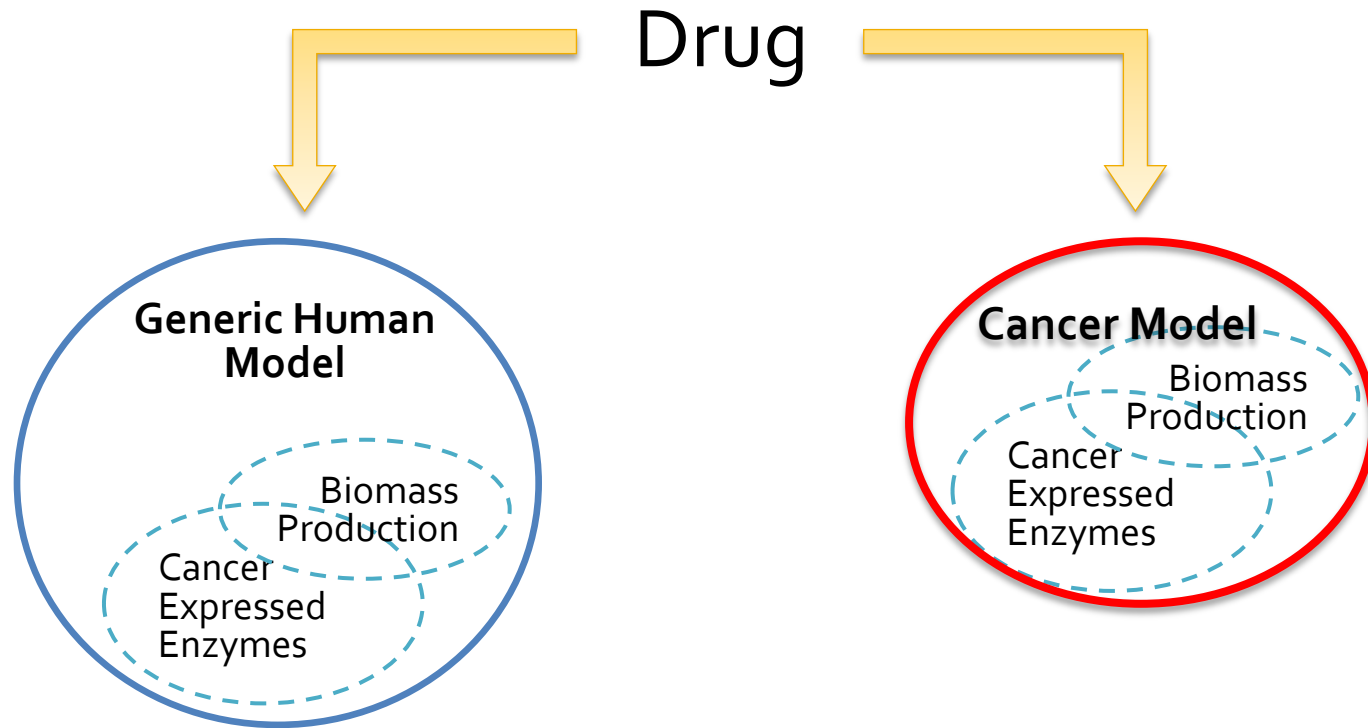 Drug
Generic Human
Model
Biomass
Production
Cancer
Expressed
Enzymes
Cancer Model
Biomass
Production
Cancer
Expressed
Enzymes